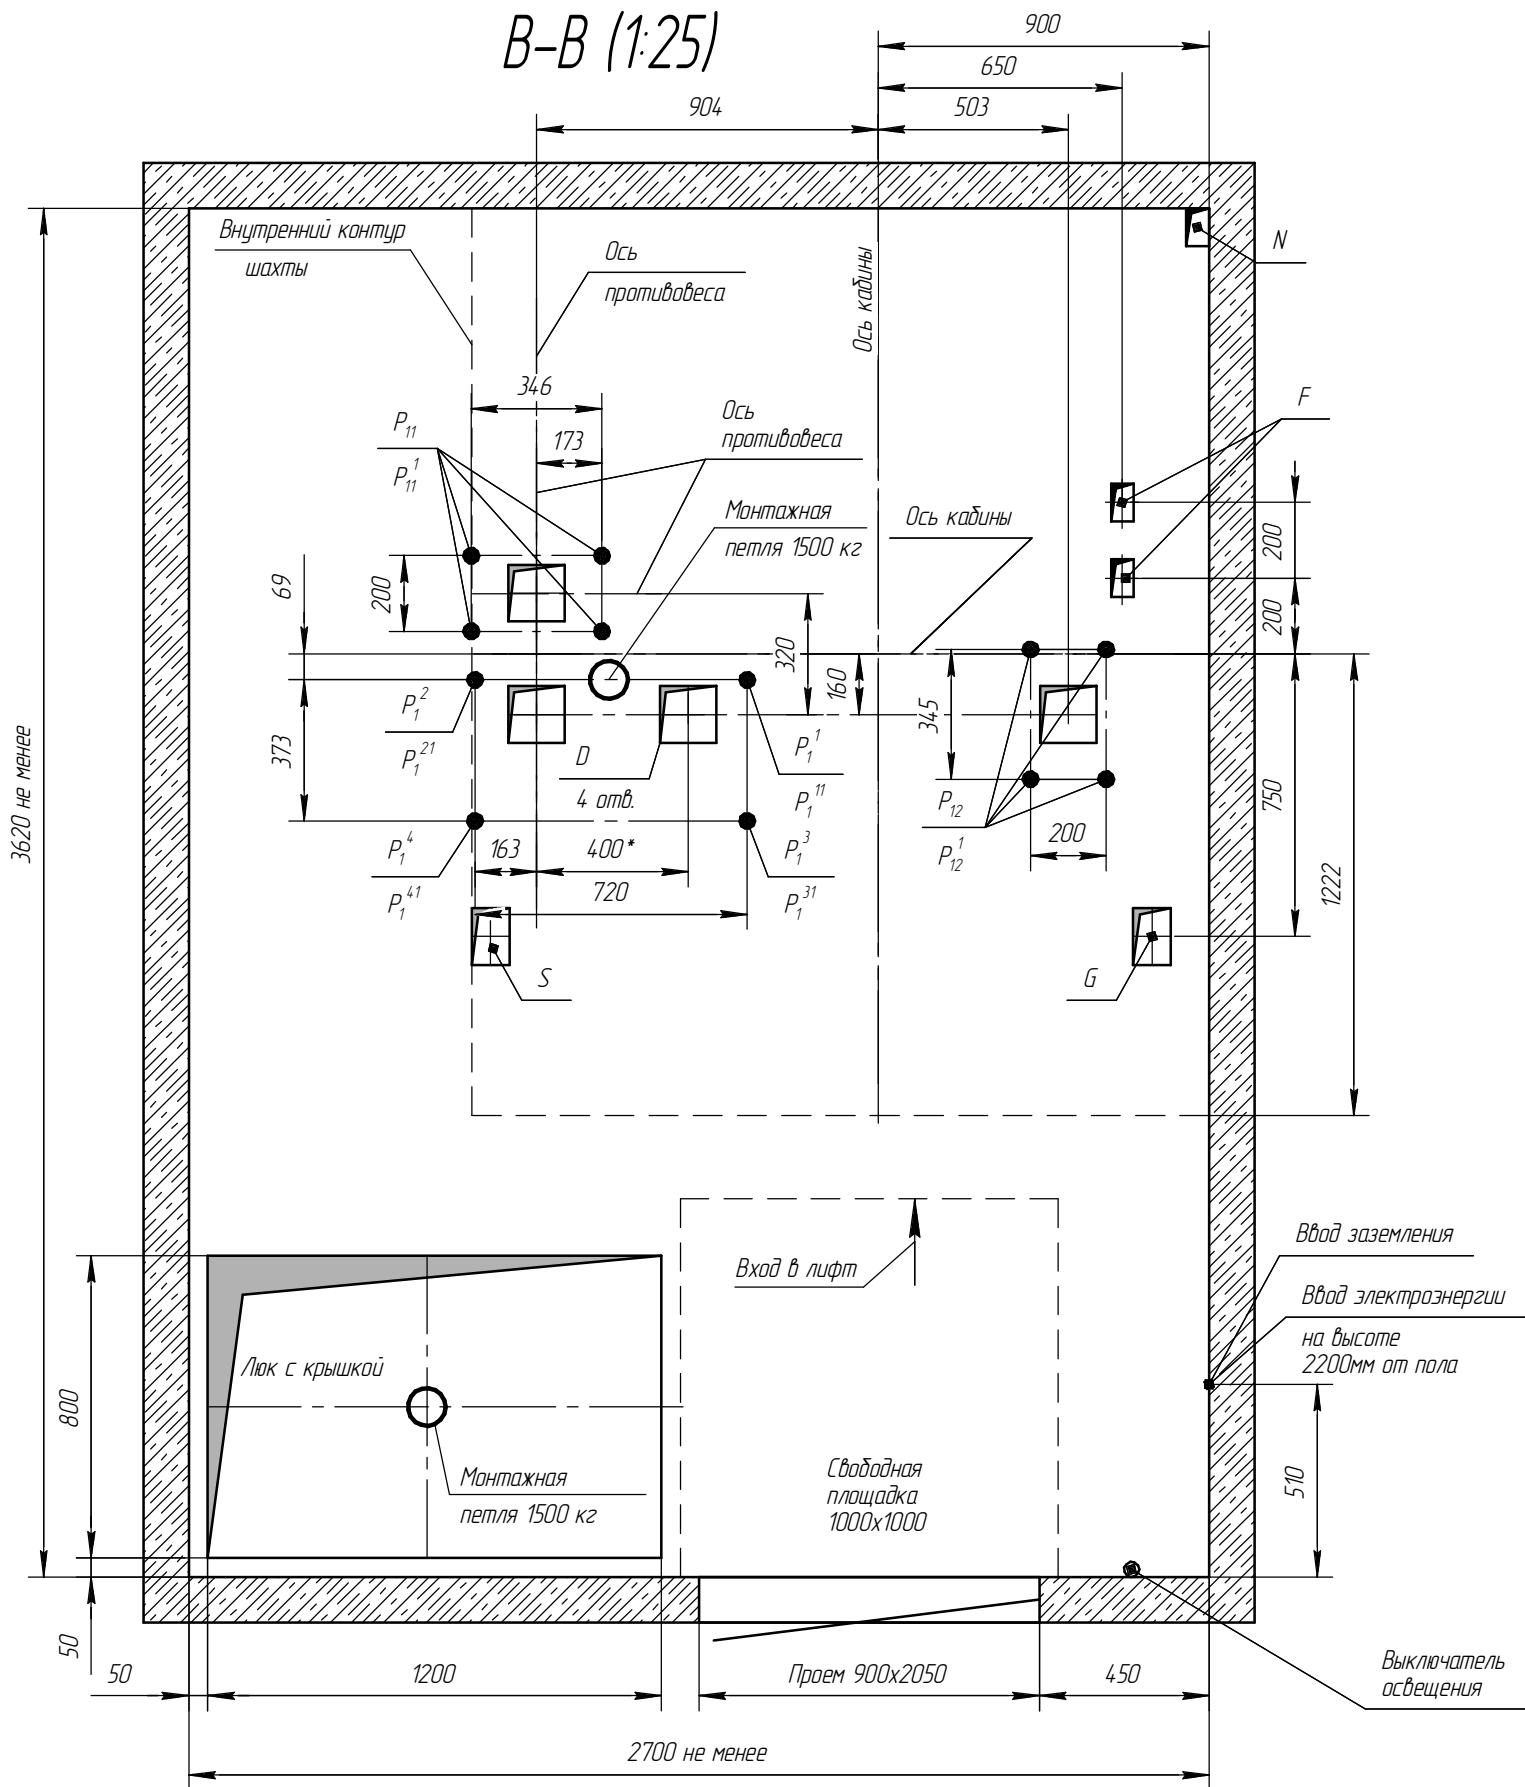 В-В (1:25)
900
650
904
503
Внутренний контур
шахты
Ось
противовеса
Ось кабины
N
346
173
P11
P11^1
Ось
противовеса
F
Монтажная
петля 1500 кг
Ось кабины
69
200
320
160
200
200
3620 не менее
373
P1^2
P1^21
D
4 отв.
P1^1
P1^11
345
P12
P12^1
200
750
1222
P1^4
P1^41
163
400*
720
P1^3
P1^31
S
G
Вход в лифт
Ввод заземления
Ввод электроэнергии
на высоте
2200мм от пола
Люк с крышкой
800
Монтажная
петля 1500 кг
Свободная
площадка
1000х1000
510
50
50
1200
Проем 900х2050
450
Выключатель
освещения
2700 не менее